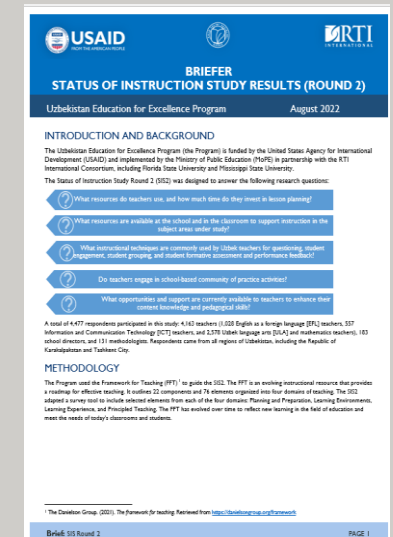 USAID
FROM THE AMERICAN PEOPLE
RTI
INTERNATIONAL
BRIEFER
STATUS OF INSTRUCTION STUDY RESULTS (ROUND 2)
Uzbekistan Education for Excellence Program August 2022
INTRODUCTION AND BACKGROUND
The Uzbekistan Education for Excellence Program (the Program) is funded by the United States Agency for International
Development (USAID) and implemented by the Ministry of Public Education (MoPE) in partnership with the RTI
International Consortium, including Florida State University and Mississippi State University.
The Status of Instruction Study Round 2 (SIS2) was designed to answer the following research questions:
What resources do teachers use, and how much time do they invest in lesson planning?
What resources are available at the school and in the classroom to support instruction in the
subject areas under study?
What instructional techniques are commonly used by Uzbek teachers for questioning, student
engagement, student grouping, and student formative assessment and performance feedback?
Do teachers engage in school-based community of practice activities?
What opportunities and support are currently available to teachers to enhance their
content knowledge and pedagogical skills?
A total of 4,477 respondents participated in this study: 4,163 teachers (1,028 English as a foreign language [EFL] teachers, 557
Information and Communication Technology [ICT] teachers, and 2,578 Uzbek language arts [ULA] and mathematics teachers), 183
school directors, and 131 methodologists. Respondents came from all regions of Uzbekistan, including the Republic of
Karakalpakstan and Tashkent City.
METHODOLOGY
The Program used the Framework for Teaching (FFT) 1 to guide the SIS2. The FFT is an evolving instructional resource that provides
a roadmap for effective teaching. It outlines 22 components and 76 elements organized into four domains of teaching. The SIS2
adapted a survey tool to include selected elements from each of the four domains: Planning and Preparation, Learning Environments,
Learning Experience, and Principled Teaching. The FFT has evolved over time to reflect new learning in the field of education and
meet the needs of today's classrooms and students.
1 The Danielson Group. (2021). The framework for teaching. Retrieved from https://danielsongroup.org/framework
Brief: SIS Round 2 PAGE 1